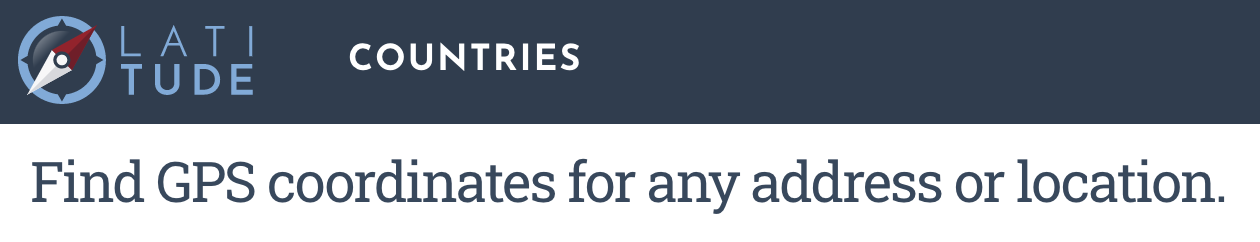 LATI
TUDE
COUNTRIES
Find GPS coordinates for any address or location.